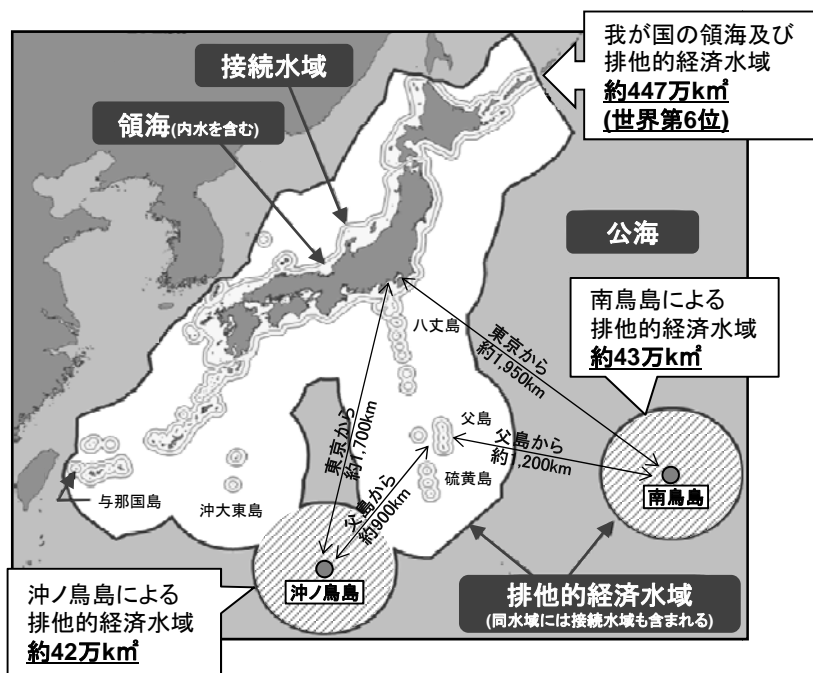 我が国の領海及び
排他的経済水域
約447万k㎡
(世界第6位)
接続水域
領海(内水を含む)
公海
南鳥島による
排他的経済水域
約43万k㎡
八丈島
東京から
約1,950km
東京から
約1,700km
父島
父島から
約1,200km
父島から
約900km
硫黄島
南鳥島
与那国島
沖大東島
沖ノ鳥島
排他的経済水域
(同水域には接続水域も含まれる)
沖ノ鳥島による
排他的経済水域
約42万k㎡